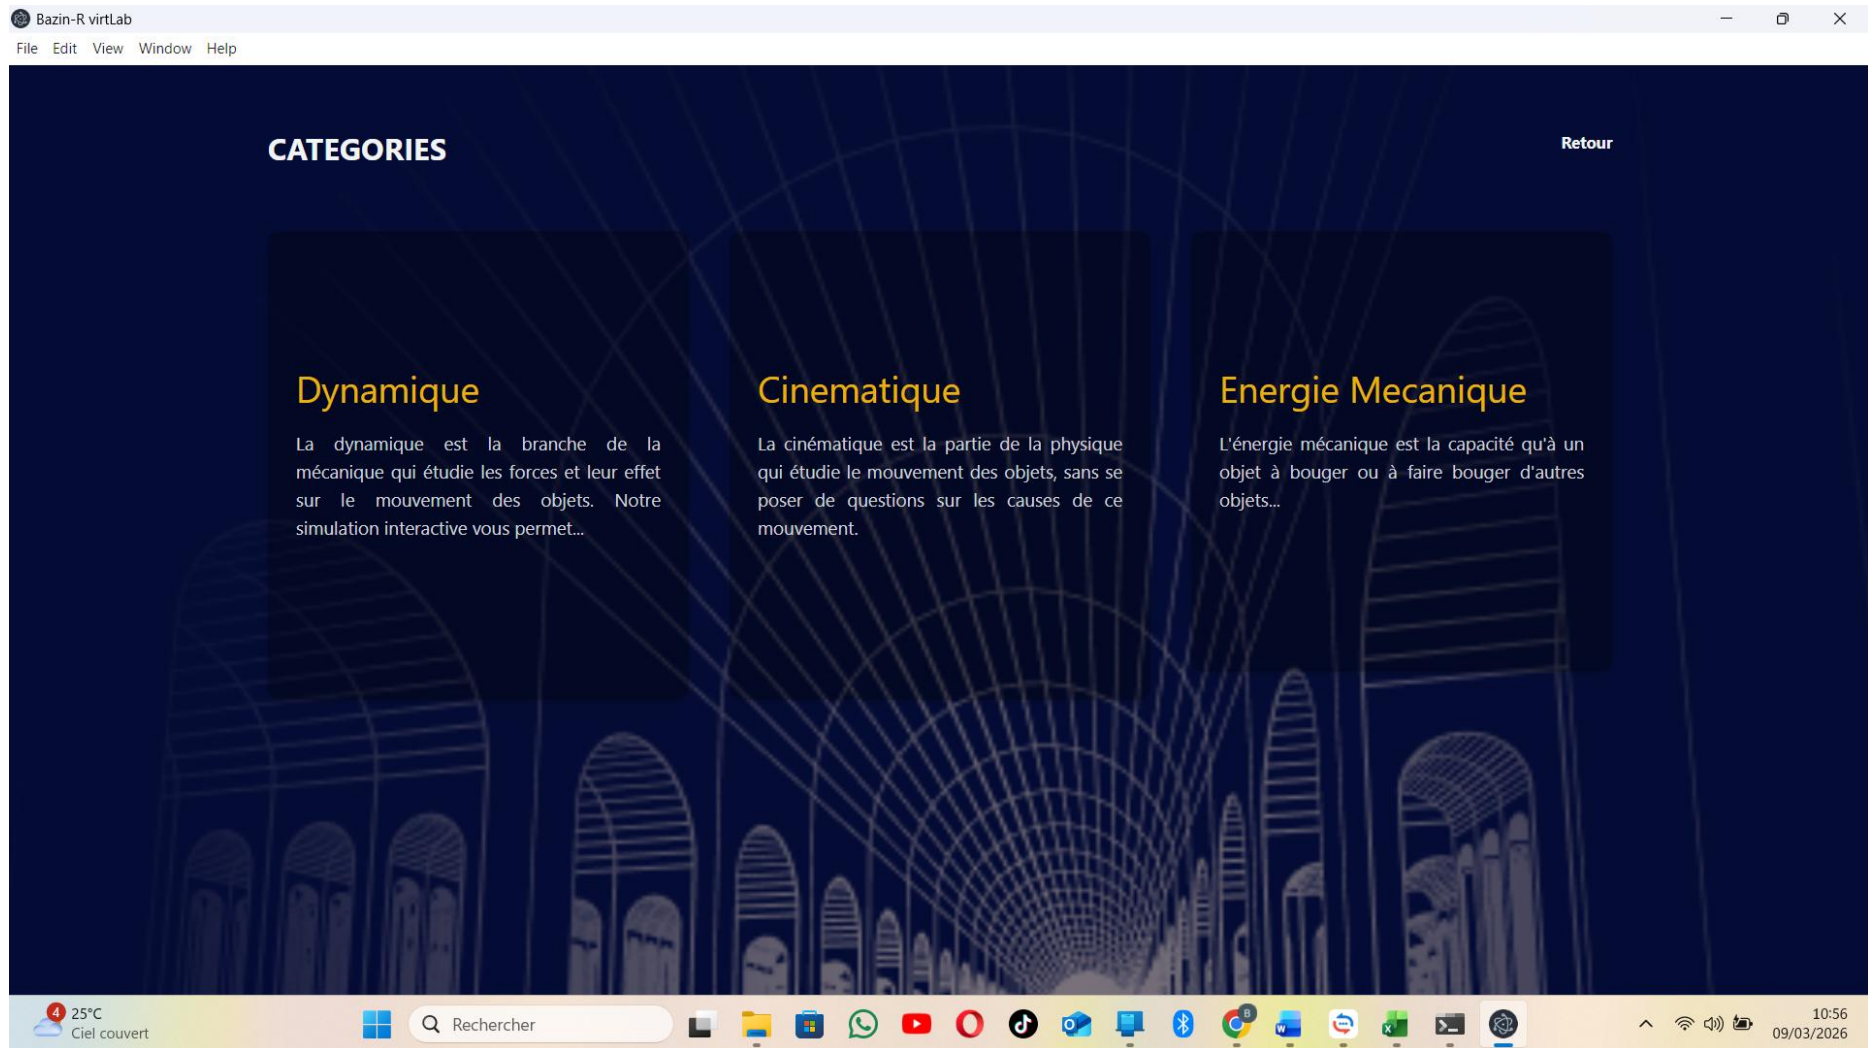 Bazin-R virtLab
File Edit View Window Help
CATEGORIES
Retour
Dynamique
La dynamique est la branche de la
mécanique qui étudie les forces et leur effet
sur le mouvement des objets. Notre
simulation interactive vous permet...
Cinematique
La cinématique est la partie de la physique
qui étudie le mouvement des objets, sans se
poser de questions sur les causes de ce
mouvement.
Energie Mecanique
L'énergie mécanique est la capacité qu'à un
objet à bouger ou à faire bouger d'autres
objets...
4
25°C
Ciel couvert
Rechercher
B
10:56
09/03/2026